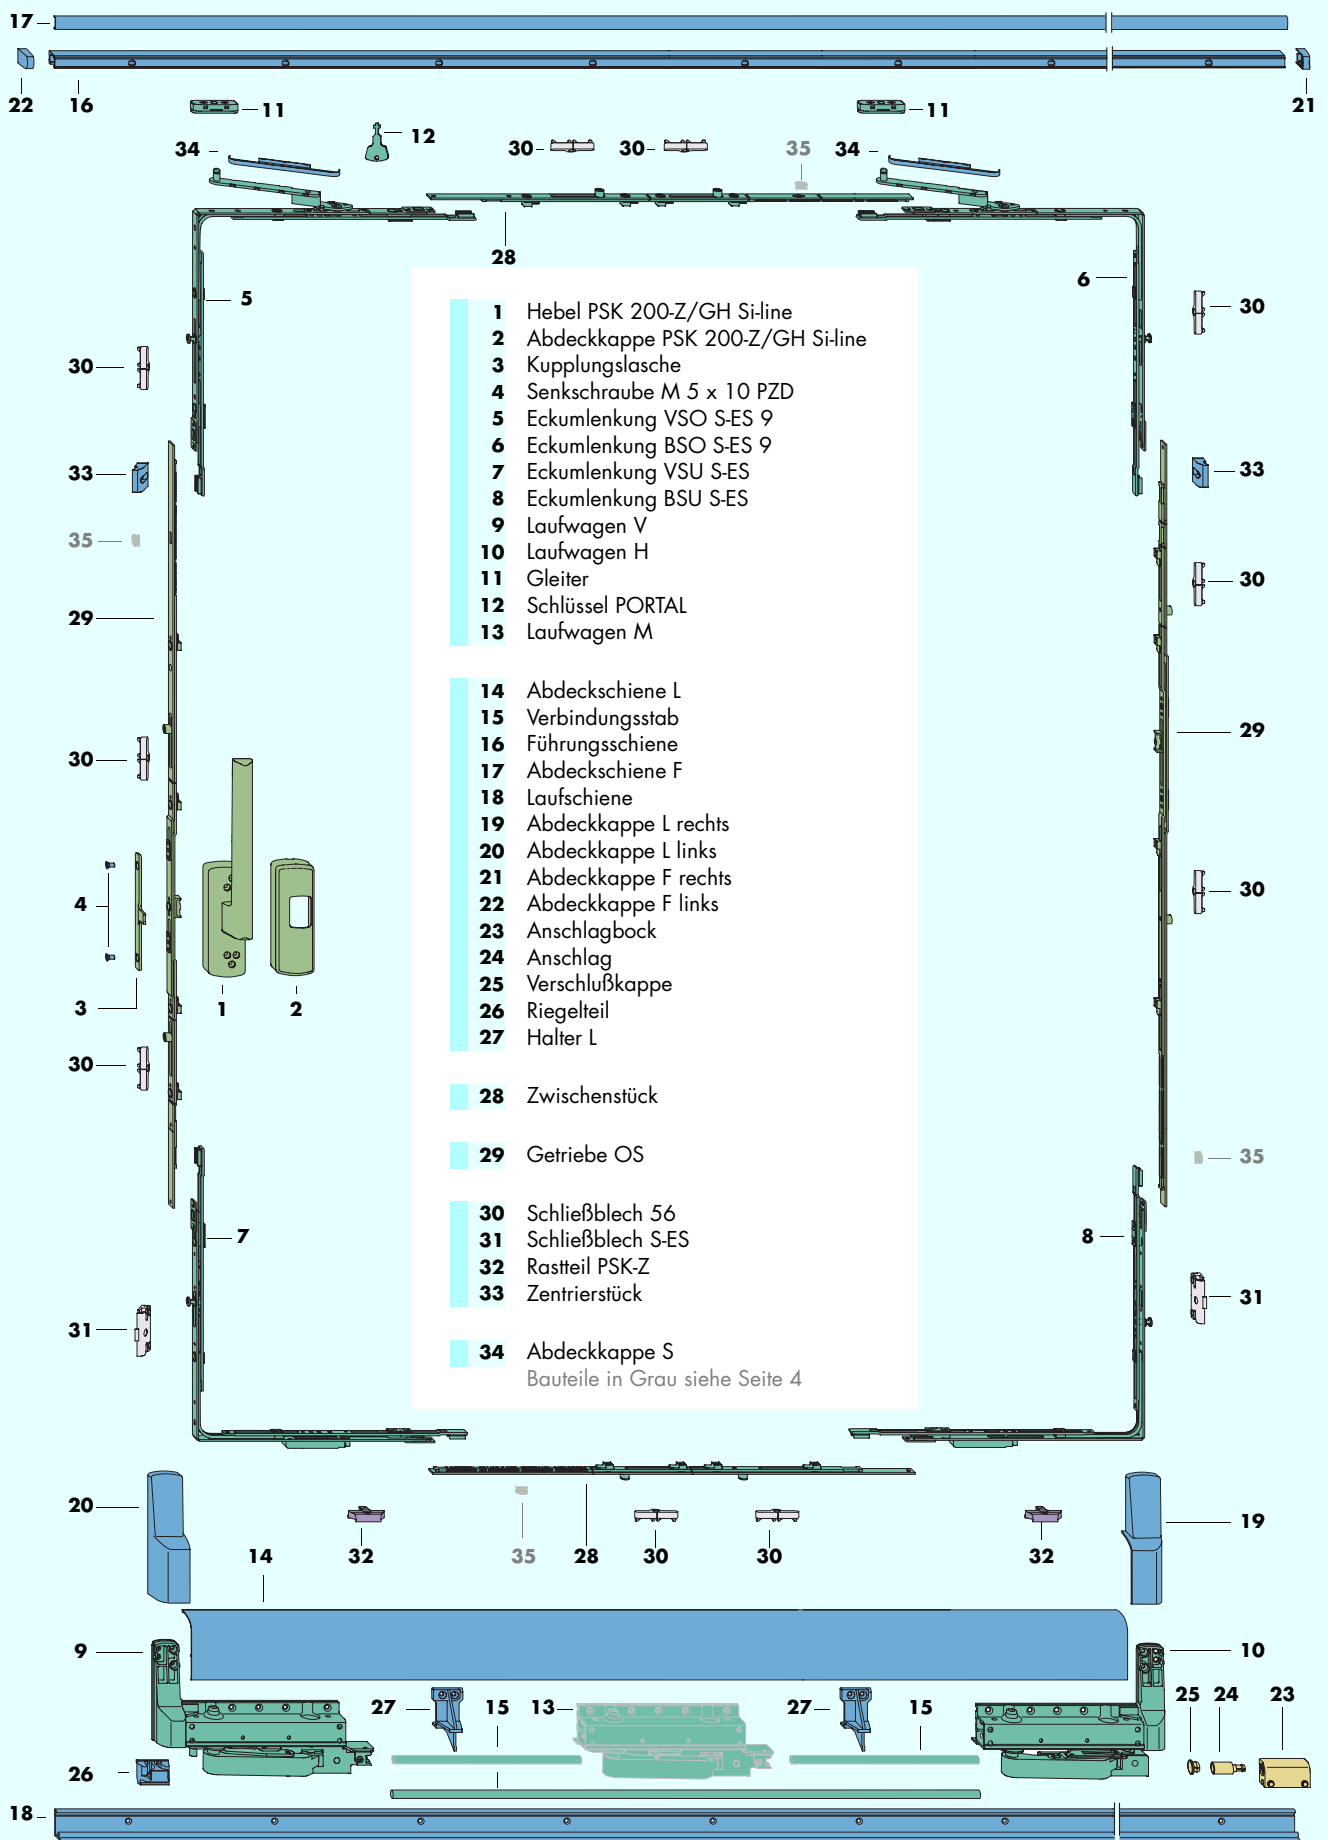 17
22
16
21
11
11
12
34
30
30
35
34
28
5
6
30
30
33
33
35
30
29
29
30
30
4
3
1
2
30
35
7
8
31
31
1 Hebel PSK 200-Z/GH Si-line
2 Abdeckkappe PSK 200-Z/GH Si-line
3 Kupplungslasche
4 Senkschraube M 5 x 10 PZD
5 Eckumlenkung VSO S-ES 9
6 Eckumlenkung BSO S-ES 9
7 Eckumlenkung VSU S-ES
8 Eckumlenkung BSU S-ES
9 Laufwagen V
10 Laufwagen H
11 Gleiter
12 Schlüssel PORTAL
13 Laufwagen M
14 Abdeckschiene L
15 Verbindungsstab
16 Führungsschiene
17 Abdeckschiene F
18 Laufschiene
19 Abdeckkappe L rechts
20 Abdeckkappe L links
21 Abdeckkappe F rechts
22 Abdeckkappe F links
23 Anschlagbock
24 Anschlag
25 Verschlußkappe
26 Riegelteil
27 Halter L
28 Zwischenstück
29 Getriebe OS
30 Schließblech 56
31 Schließblech S-ES
32 Rastteil PSK-Z
33 Zentrierstück
34 Abdeckkappe S
Bauteile in Grau siehe Seite 4
20
19
32
35
28
30
30
32
14
9
10
27
15
13
27
15
25
24
23
26
18